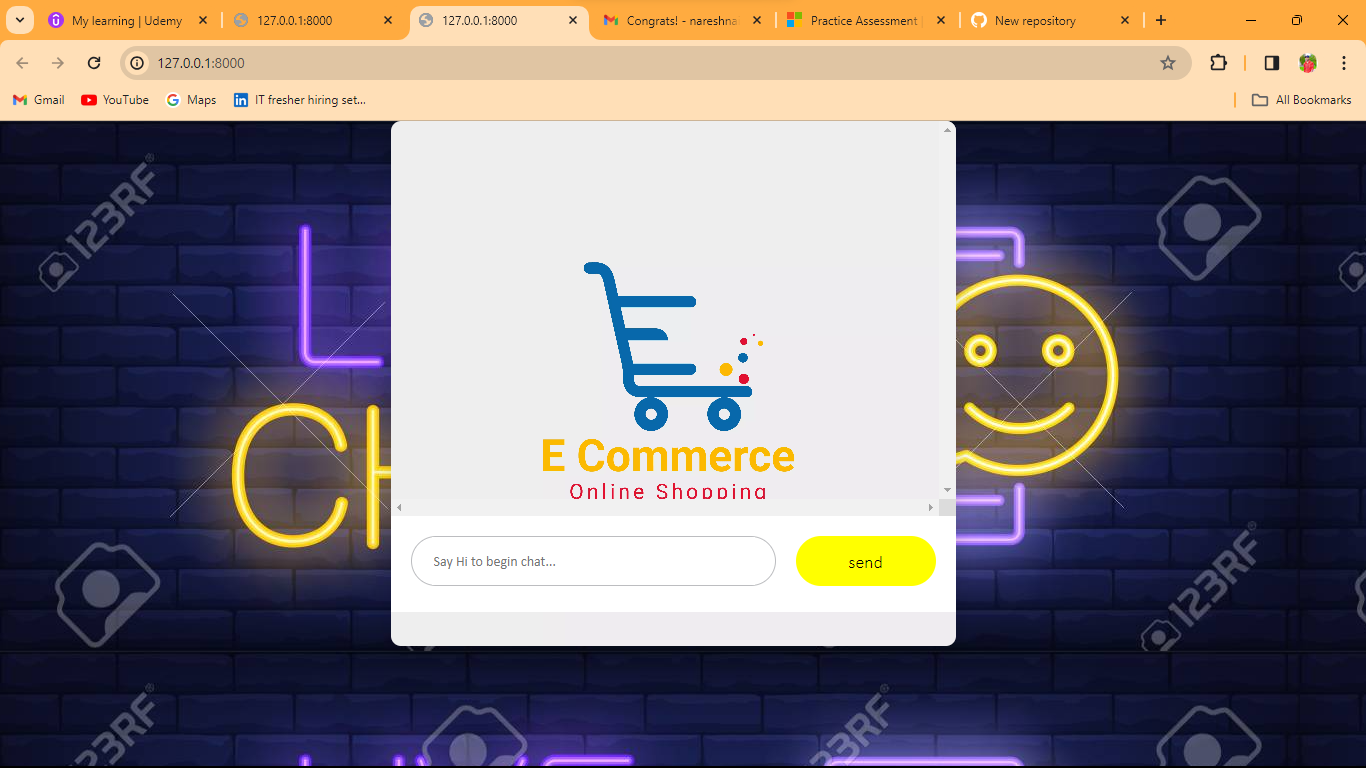 My learning | Udemy
127.0.0.1:8000
127.0.0.1:8000
Congrats! - nareshna
Practice Assessment |
New repository
127.0.0.1:8000
Gmail
YouTube
Maps
IT fresher hiring set...
All Bookmarks
123RF
L
CH
E Commerce
Online Shopping
Say Hi to begin chat...
send
123RF
123RF
123RF